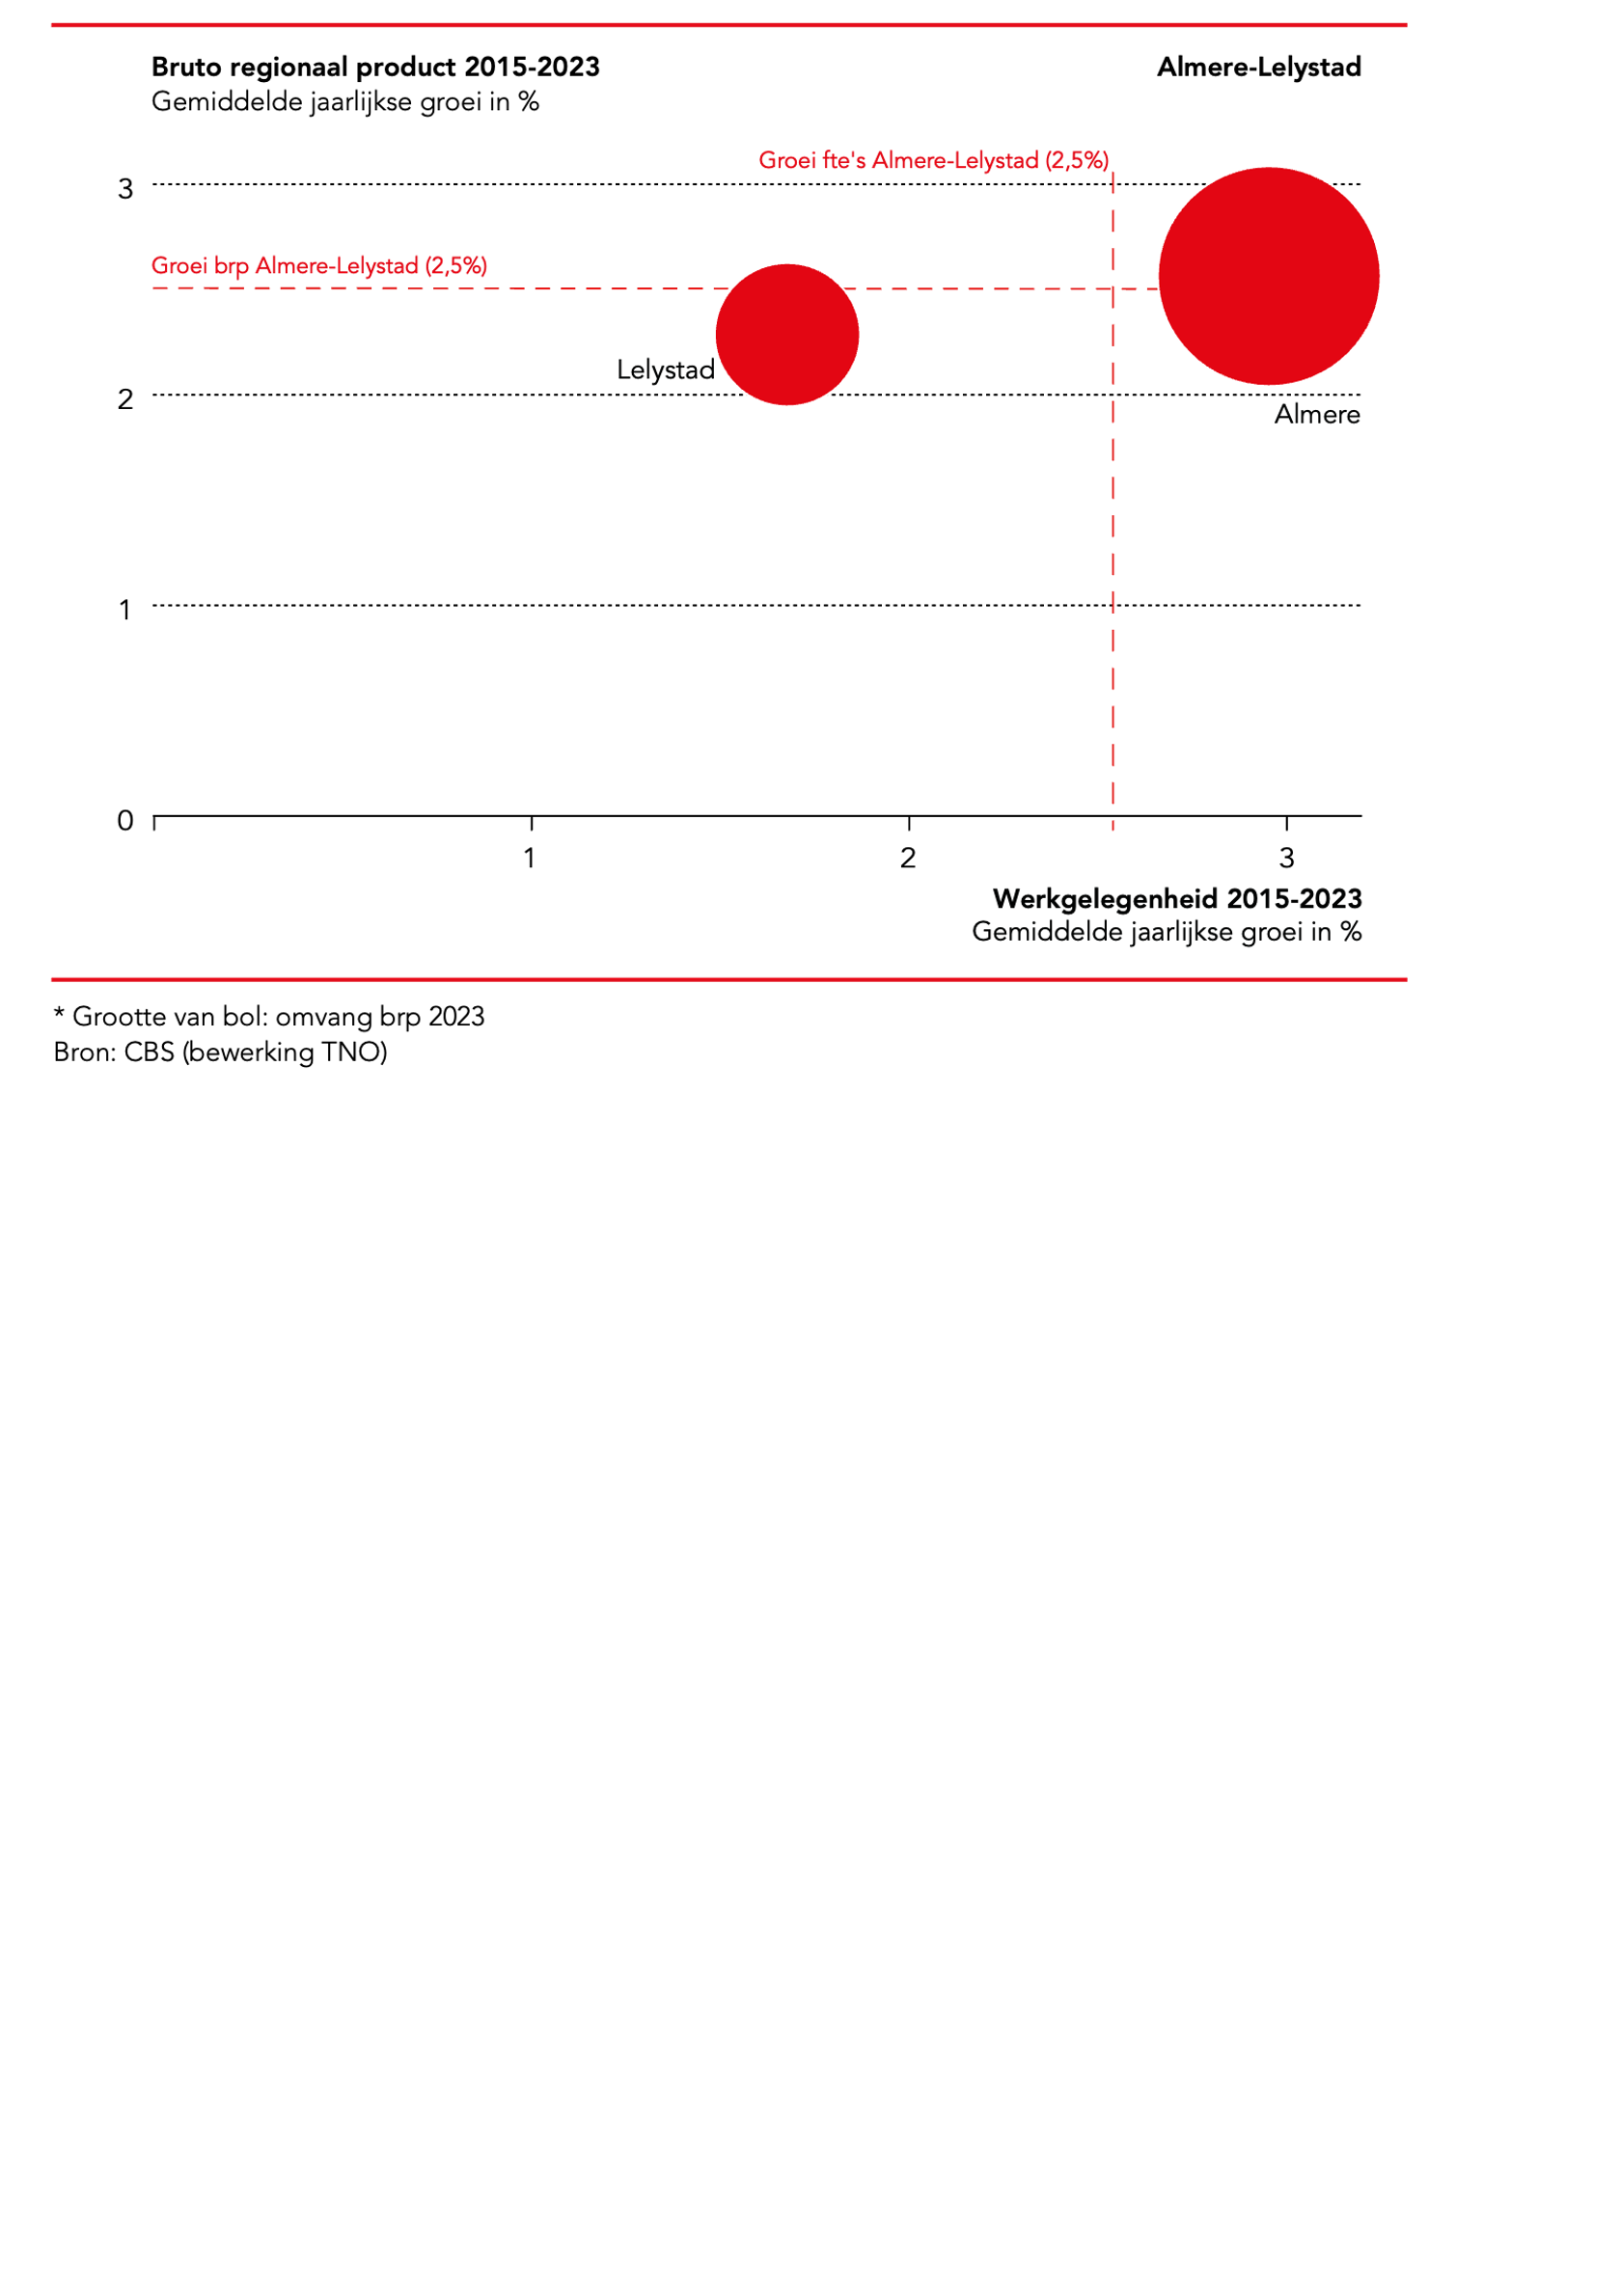 Bruto regionaal product 2015-2023
Gemiddelde jaarlijkse groei in %
Almere-Lelystad
Groei fte's Almere-Lelystad (2,5%)
3
Groei brp Almere-Lelystad (2,5%)
Lelystad
2
Almere
1
0
1
2
3
Werkgelegenheid 2015-2023
Gemiddelde jaarlijkse groei in %
* Grootte van bol: omvang brp 2023
Bron: CBS (bewerking TNO)